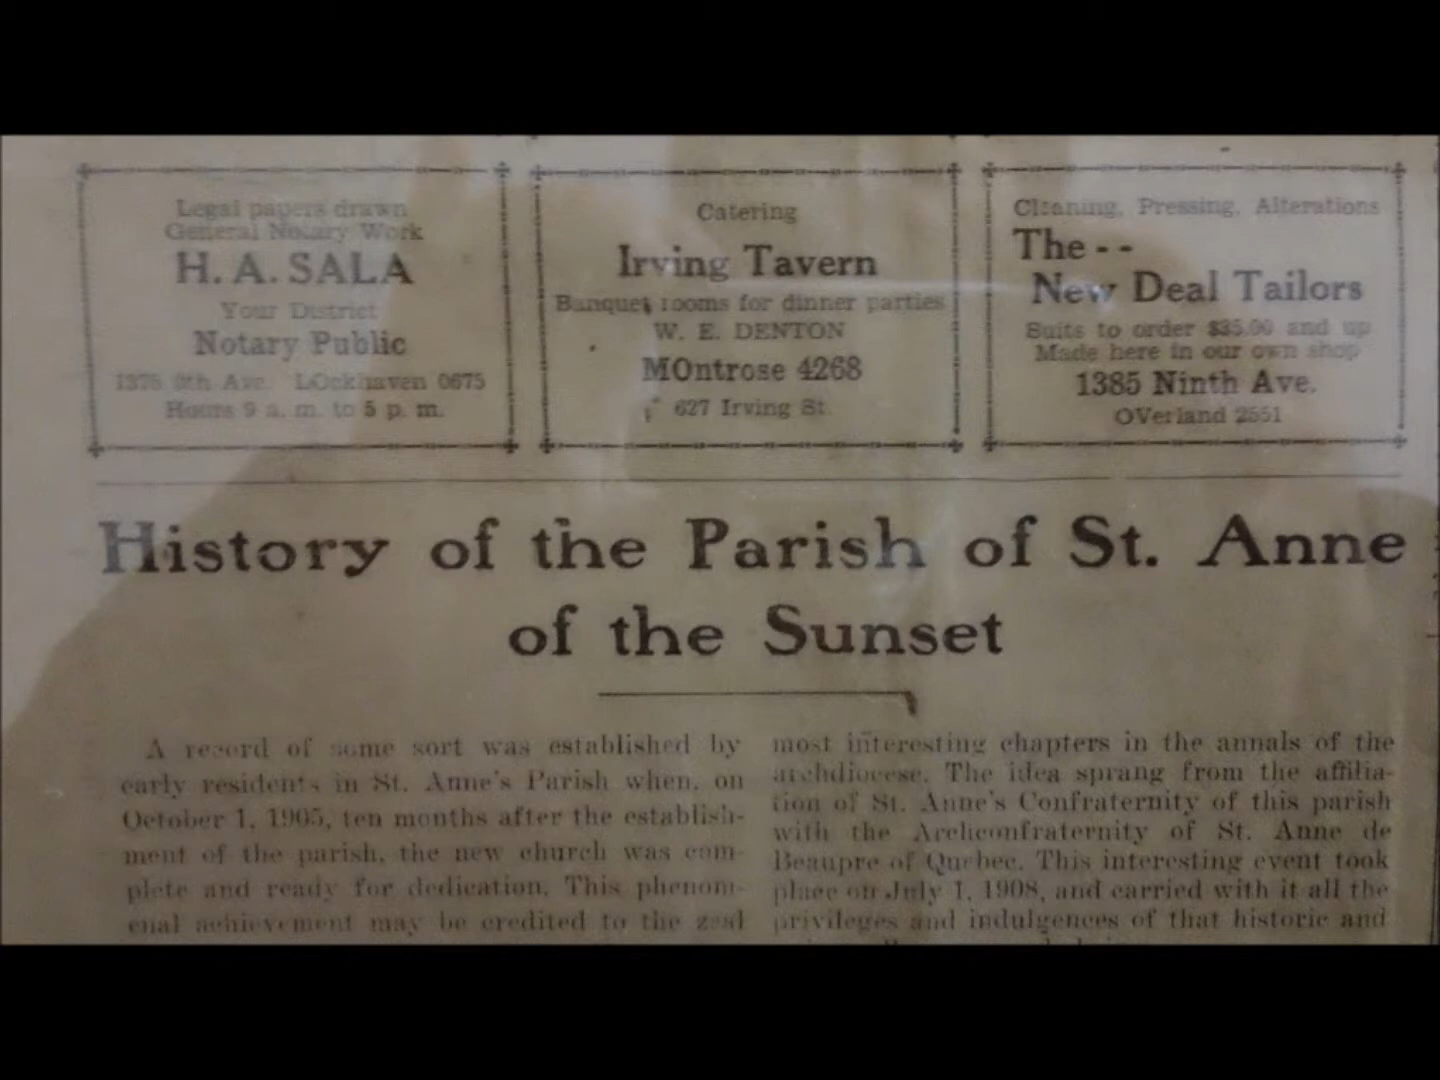 Legal papers drawn
General Notary Work
H. A. SALA
Your District
Notary Public
1375 9th Ave. LOckhaven 0675
Hours 9 a. m. to 5 p. m.
Catering
Irving Tavern
Banquet rooms for dinner parties
W. E. DENTON
MOntrose 4268
627 Irving St.
Cleaning, Pressing, Alterations
The - -
New Deal Tailors
Suits to order $35.00 and up
Made here in our own shop
1385 Ninth Ave.
OVerland 2551
History of the Parish of St. Anne
of the Sunset
A record of some sort was established by
early residents in St. Anne's Parish when, on
October 1, 1905, ten months after the establish-
ment of the parish, the new church was com-
plete and ready for dedication. This phenom-
enal achievement may be credited to the zeal
most interesting chapters in the annals of the
archdiocese. The idea sprang from the affilia-
tion of St. Anne's Confraternity of this parish
with the Archconfraternity of St. Anne de
Beaupre of Quebec. This interesting event took
place on July 1, 1908, and carried with it all the
privileges and indulgences of that historic and